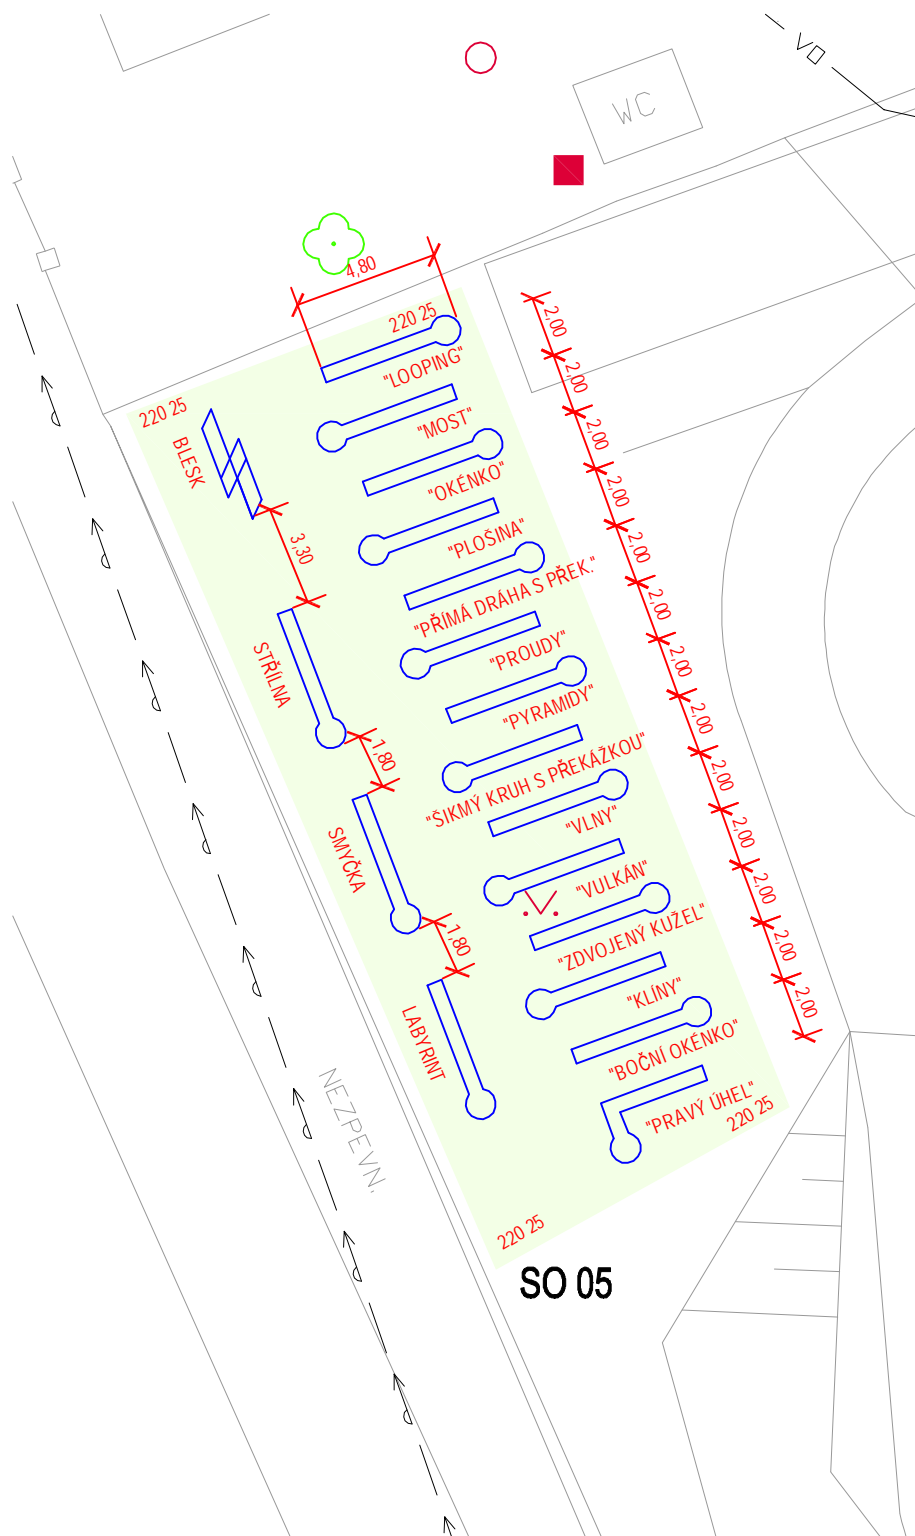 VO
WC
4,80
220 25
"LOOPING"
220 25
BLESK
"MOST"
"OKÉNKO"
"PLOŠINA"
3,30
"PŘÍMÁ DRÁHA S PŘEK."
STŘÍLNA
"PROUDY"
"PYRAMIDY"
1,80
"ŠIKMÝ KRUH S PŘEKÁŽKOU"
SMYČKA
"VLNY"
"VULKÁN"
"ZDVOJENÝ KUŽEL"
1,80
"KLÍNY"
LABYRINT
"BOČNÍ OKÉNKO"
"PRAVÝ ÚHEL"
220 25
NEZPEVN.
220 25
SO 05
2,00
2,00
2,00
2,00
2,00
2,00
2,00
2,00
2,00
2,00
2,00
2,00
2,00